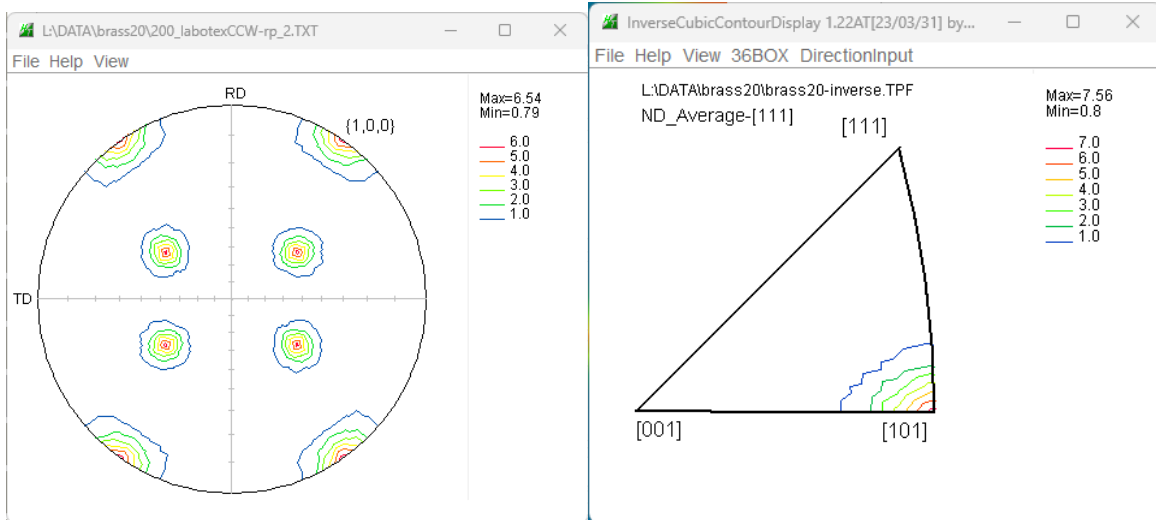 L:\DATA\brass20\200_labotexCCW-rp_2.TXT
File Help View
RD
{1,0,0}
TD
Max=6.54
Min=0.79
6.0
5.0
4.0
3.0
2.0
1.0
InverseCubicContourDisplay 1.22AT[23/03/31] by...
File Help View 36BOX DirectionInput
L:\DATA\brass20\brass20-inverse.TPF
ND_Average-[111]
[111]
[001]
[101]
Max=7.56
Min=0.8
7.0
6.0
5.0
4.0
3.0
2.0
1.0